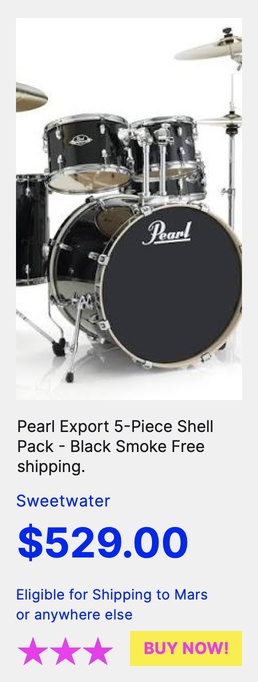 Pearl
Pearl Export 5-Piece Shell
Pack - Black Smoke Free
shipping.
Sweetwater
$529.00
Eligible for Shipping to Mars
or anywhere else
BUY NOW!